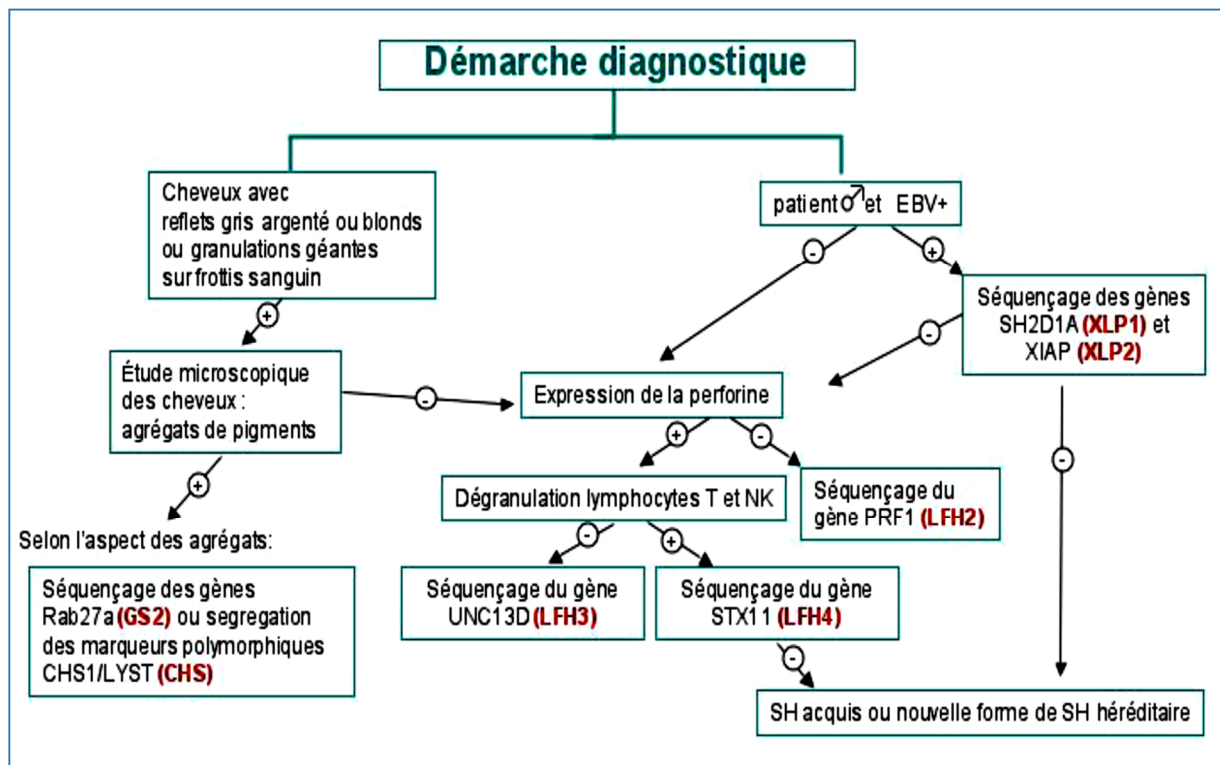 Démarche diagnostique
Cheveux avec
reflets gris argenté ou blonds
ou granulations géantes
sur frottis sanguin
patient ♂ et EBV+
-
+
+
Séquençage des gènes
SH2D1A (XLP1) et
XIAP (XLP2)
-
Étude microscopique
des cheveux :
agrégats de pigments
-
Expression de la perforine
+
-
-
+
Dégranulation lymphocytes T et NK
Séquençage du
gène PRF1 (LFH2)
-
+
Selon l'aspect des agrégats:
Séquençage des gènes
Rab27a (GS2) ou segregation
des marqueurs polymorphiques
CHS1/LYST (CHS)
Séquençage du gène
UNC13D (LFH3)
Séquençage du gène
STX11 (LFH4)
-
SH acquis ou nouvelle forme de SH héréditaire